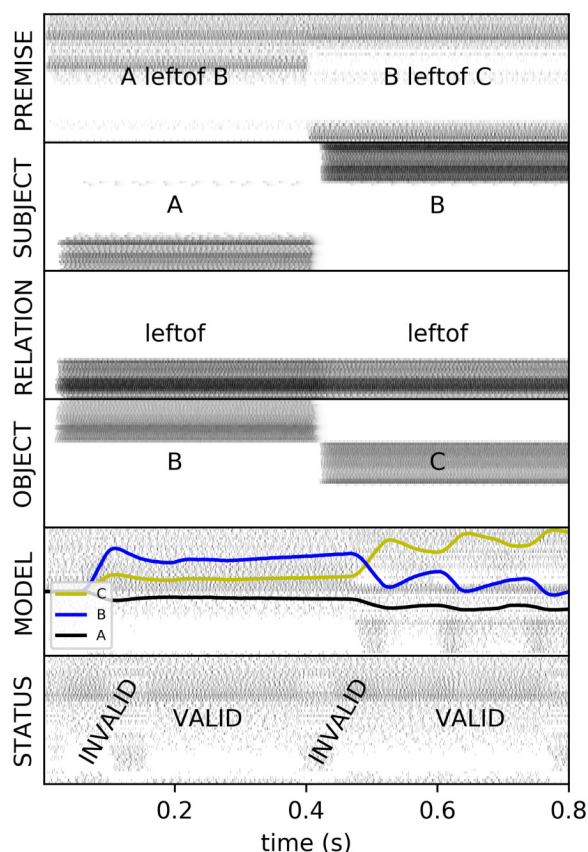 PREMISE
A leftof B
B leftof C
SUBJECT
A
B
RELATION
leftof
leftof
OBJECT
B
C
MODEL
C
B
A
STATUS
INVALID
VALID
INVALID
VALID
0.2
0.4
0.6
0.8
time (s)